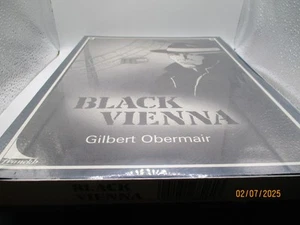 BLACK
VIENNA
Gilbert Obermair
BLACK
VIENNA
02/07/2025